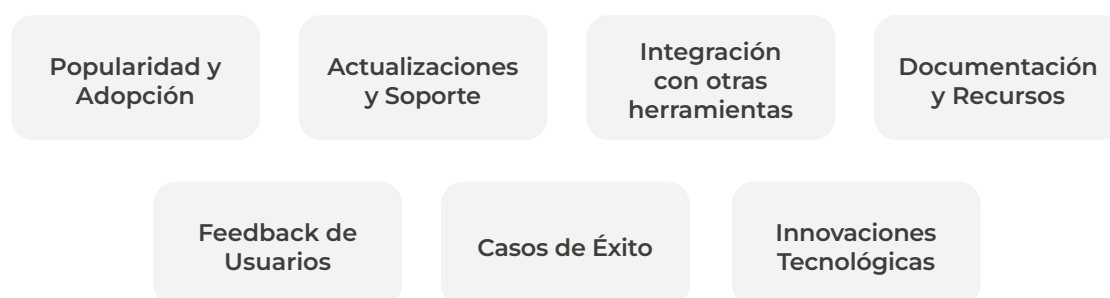 Popularidad y
Adopción
Actualizaciones
y Soporte
Integración
con otras
herramientas
Documentación
y Recursos
Feedback de
Usuarios
Casos de Éxito
Innovaciones
Tecnológicas